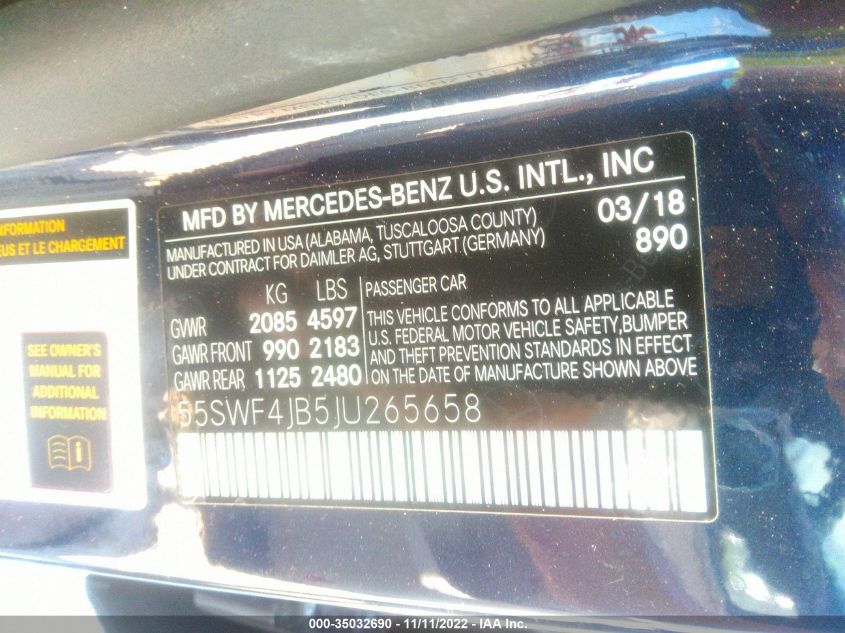 MFD BY MERCEDES-BENZ U.S. INTL., INC
MANUFACTURED IN USA (ALABAMA, TUSCALOOSA COUNTY) 03/18
UNDER CONTRACT FOR DAIMLER AG, STUTTGART (GERMANY) 890
KG LBS
GVWR 2085 4597
GAWR FRONT 990 2183
GAWR REAR 1125 2480
PASSENGER CAR
THIS VEHICLE CONFORMS TO ALL APPLICABLE
U.S. FEDERAL MOTOR VEHICLE SAFETY,BUMPER
AND THEFT PREVENTION STANDARDS IN EFFECT
ON THE DATE OF MANUFACTURE SHOWN ABOVE
55SWF4JB5JU265658
INFORMATION
EUS ET LE CHARGEMENT
SEE OWNER'S
MANUAL FOR
ADDITIONAL
INFORMATION
000-35032690 - 11/11/2022 - IAA Inc.